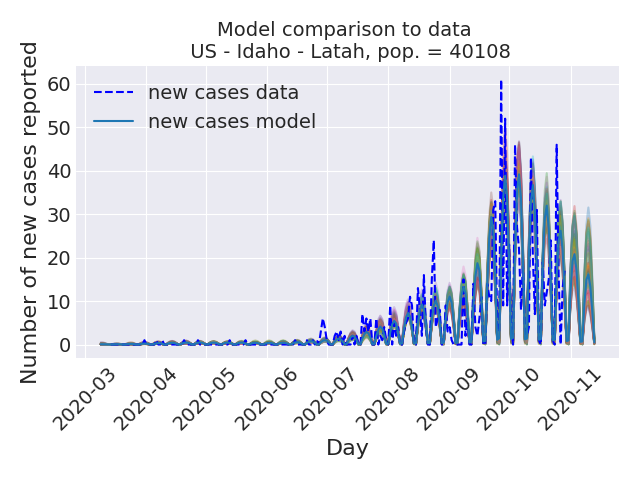 Model comparison to data
US - Idaho - Latah, pop. = 40108
Number of new cases reported
60
50
40
30
20
10
0
new cases data
new cases model
2020-03
2020-04
2020-05
2020-06
2020-07
2020-08
2020-09
2020-10
2020-11
Day